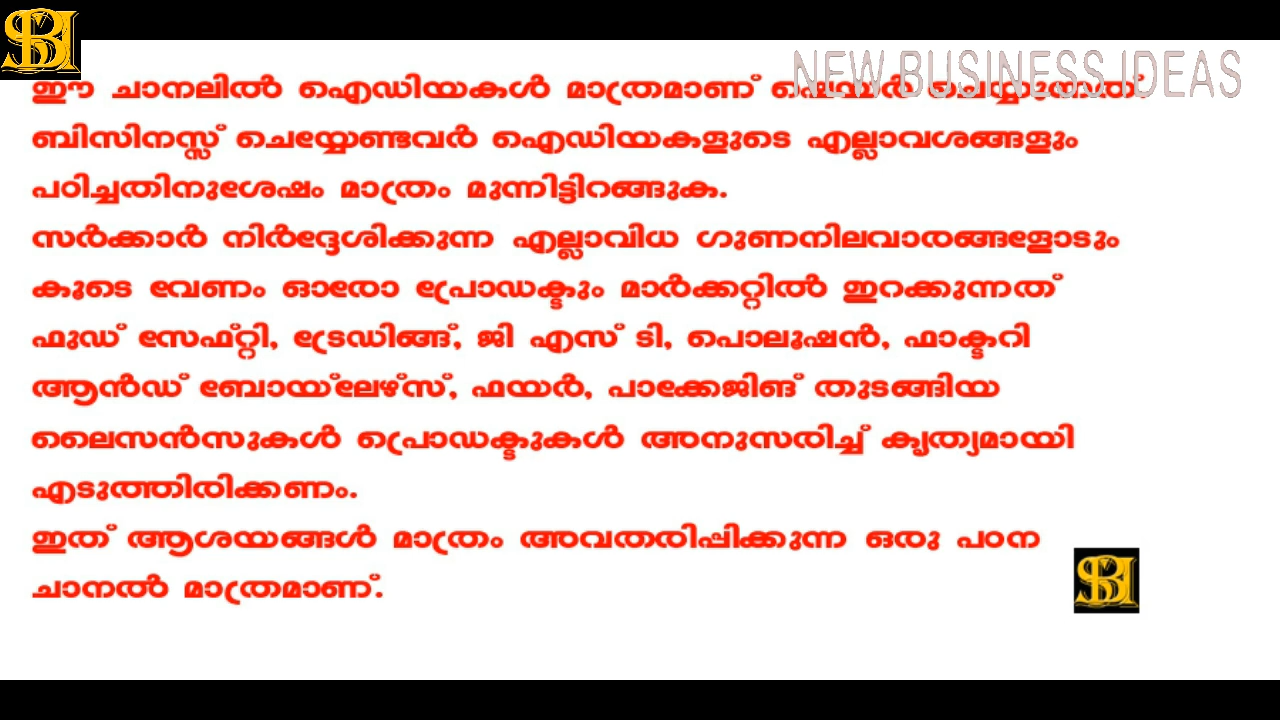 NEW BUSINESS IDEAS
ഈ ചാനലിൽ ഐഡിയകൾ മാത്രമാണ് ഷെയർ ചെയ്യുന്നത്.
ബിസിനസ്സ് ചെയ്യേണ്ടവർ ഐഡിയകളുടെ എല്ലാവശങ്ങളും
പഠിച്ചതിനുശേഷം മാത്രം മുന്നിട്ടിറങ്ങുക.
സർക്കാർ നിർദ്ദേശിക്കുന്ന എല്ലാവിധ ഗുണനിലവാരങ്ങളോടും
കൂടെ വേണം ഓരോ പ്രോഡക്ടും മാർക്കറ്റിൽ ഇറക്കുന്നത്
ഫുഡ് സേഫ്റ്റി, ട്രേഡിങ്ങ്, ജി എസ് ടി, പൊലൂഷൻ, ഫാക്ടറി
ആൻഡ് ബോയ്ലേഴ്സ്, ഫയർ, പാക്കേജിങ് തുടങ്ങിയ
ലൈസൻസുകൾ പ്രൊഡക്ടുകൾ അനുസരിച്ച് കൃത്യമായി
എടുത്തിരിക്കണം.
ഇത് ആശയങ്ങൾ മാത്രം അവതരിപ്പിക്കുന്ന ഒരു പഠന
ചാനൽ മാത്രമാണ്.